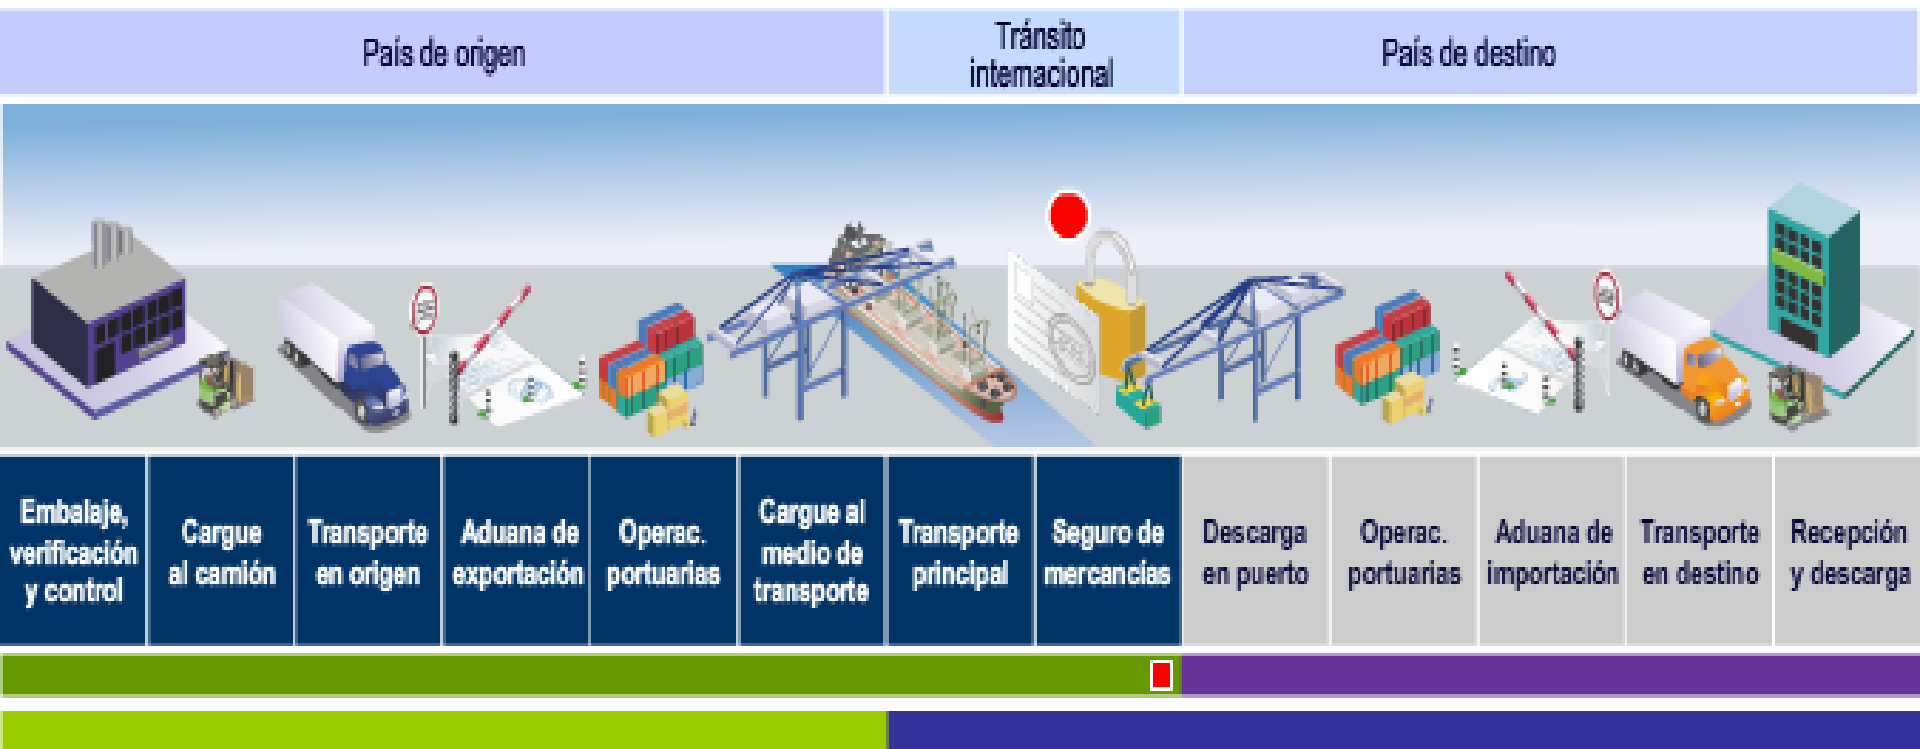 País de origen
Tránsito
internacional
País de destino
Embalaje,
verificación
y control
Cargue
al camión
Transporte
en origen
Aduana de
exportación
Operac.
portuarias
Cargue al
medio de
transporte
Transporte
principal
Seguro de
mercancías
Descarga
en puerto
Operac.
portuarias
Aduana de
importación
Transporte
en destino
Recepción
y descarga